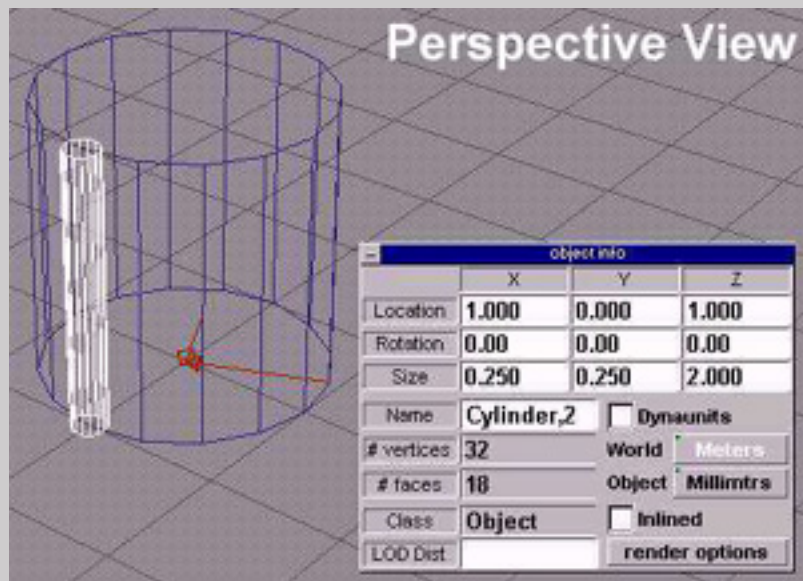 Perspective View
object info
X Y Z
Location 1.000 0.000 1.000
Rotation 0.00 0.00 0.00
Size 0.250 0.250 2.000
Name Cylinder,2 Dynaunits
# vertices 32 World Meters
# faces 18 Object Millimtrs
Class Object Inlined
LOD Dist render options